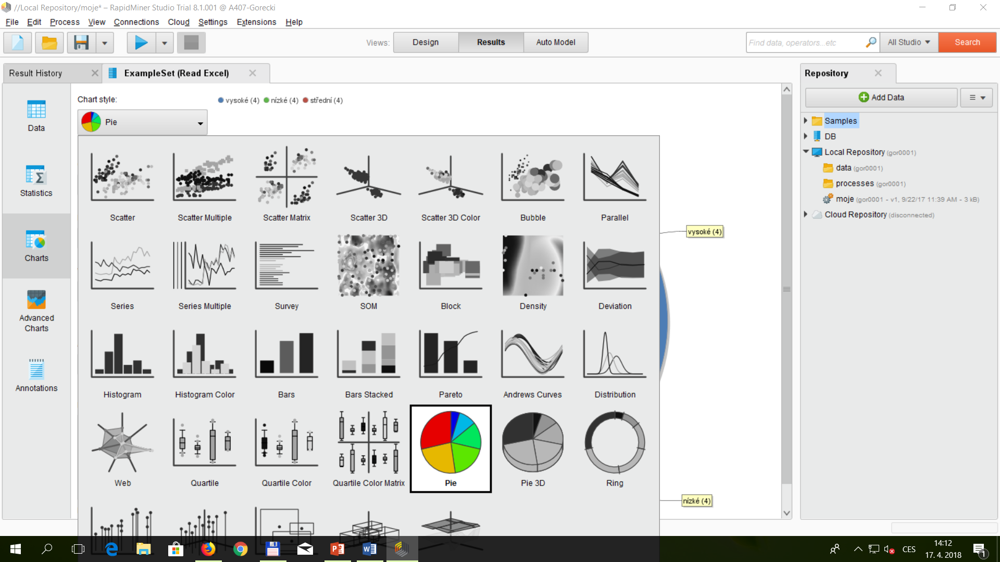 //Local Repository/moje* – RapidMiner Studio Trial 8.1.001 @ A407-Gorecki
File Edit Process View Connections Cloud Settings Extensions Help
Views: Design Results Auto Model
Find data, operators...etc All Studio Search
Result History
ExampleSet (Read Excel)
Repository
Chart style:
vysoké (4) nízké (4) střední (4)
Pie
Data
Statistics
Charts
Advanced
Charts
Annotations
Scatter Scatter Multiple Scatter Matrix Scatter 3D Scatter 3D Color Bubble Parallel
Series Series Multiple Survey SOM Block Density Deviation
Histogram Histogram Color Bars Bars Stacked Pareto Andrews Curves Distribution
Web Quartile Quartile Color Quartile Color Matrix Pie Pie 3D Ring
vysoké (4)
nízké (4)
Add Data
Samples
DB
Local Repository (gor0001)
data (gor0001)
processes (gor0001)
moje (gor0001 - v1, 9/22/17 11:39 AM - 3 kB)
Cloud Repository (disconnected)
CES
14:12
17. 4. 2018
1